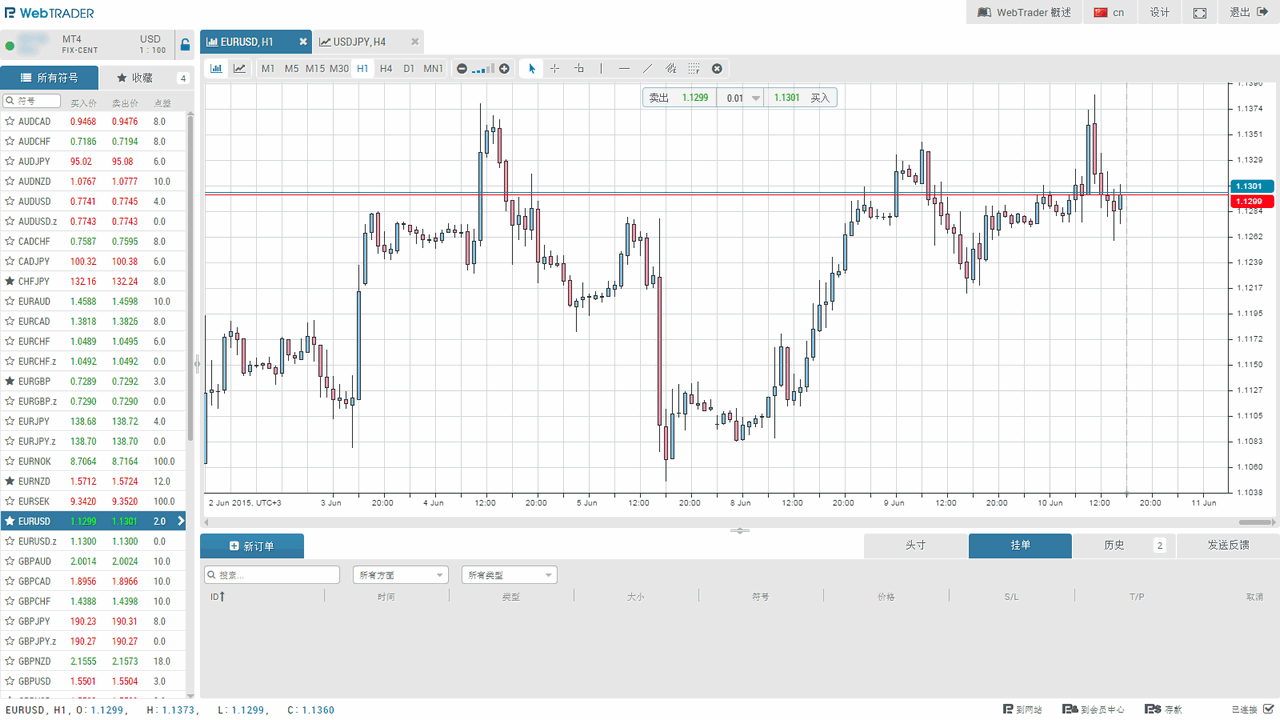 WebTRADER
WebTrader 概述 cn 设计 退出
MT4 USD
FIX-CENT 1 : 100
EURUSD, H1 USDJPY, H4
所有符号 收藏 4
M1 M5 M15 M30 H1 H4 D1 MN1
符号 买入价 卖出价 点差
AUDCAD 0.9468 0.9476 8.0
AUDCHF 0.7186 0.7194 8.0
AUDJPY 95.02 95.08 6.0
AUDNZD 1.0767 1.0777 10.0
AUDUSD 0.7741 0.7745 4.0
AUDUSD.z 0.7743 0.7743 0.0
CADCHF 0.7587 0.7595 8.0
CADJPY 100.32 100.38 6.0
CHFJPY 132.16 132.24 8.0
EURAUD 1.4588 1.4598 10.0
EURCAD 1.3818 1.3826 8.0
EURCHF 1.0489 1.0495 6.0
EURCHF.z 1.0492 1.0492 0.0
EURGBP 0.7289 0.7292 3.0
EURGBP.z 0.7290 0.7290 0.0
EURJPY 138.68 138.72 4.0
EURJPY.z 138.70 138.70 0.0
EURNOK 8.7064 8.7164 100.0
EURNZD 1.5712 1.5724 12.0
EURSEK 9.3420 9.3520 100.0
EURUSD 1.1299 1.1301 2.0
EURUSD.z 1.1300 1.1300 0.0
GBPAUD 2.0014 2.0024 10.0
GBPCAD 1.8956 1.8966 10.0
GBPCHF 1.4388 1.4398 10.0
GBPJPY 190.23 190.31 8.0
GBPJPY.z 190.27 190.27 0.0
GBPNZD 2.1555 2.1573 18.0
GBPUSD 1.5501 1.5504 3.0
卖出 1.1299 0.01 1.1301 买入
1.1374
1.1329
1.1301
1.1299
1.1284
1.1262
1.1239
1.1217
1.1195
1.1172
1.1150
1.1127
1.1105
1.1083
1.1060
1.1038
2 Jun 2015, UTC+3 3 Jun 20:00 4 Jun 12:00 20:00 5 Jun 12:00 20:00 8 Jun 12:00 20:00 9 Jun 12:00 20:00 10 Jun 12:00 20:00 11 Jun
新订单 头寸 挂单 历史 2 发送反馈
搜索... 所有方面 所有类型
ID 时间 类型 大小 符号 价格 S/L T/P 取消
EURUSD, H1, O: 1.1299, H: 1.1373, L: 1.1299, C: 1.1360
到网站 到会员中心 存款 已连接